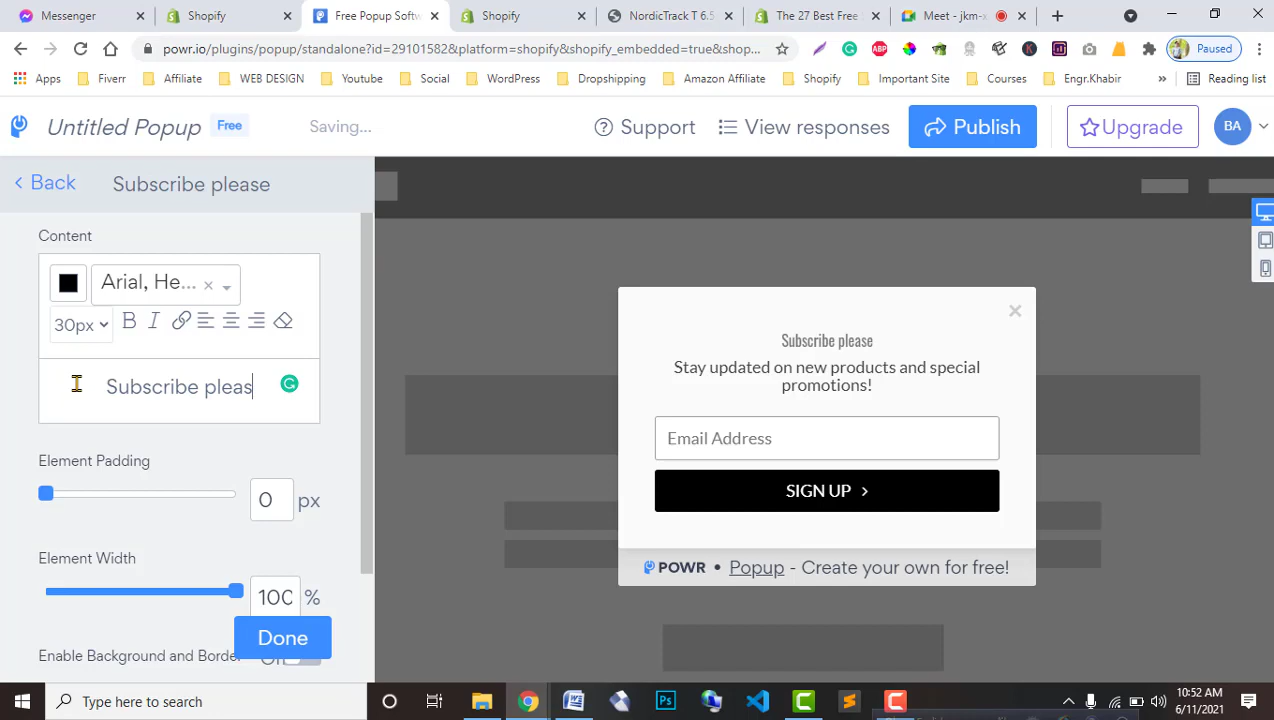 Messenger
Shopify
Free Popup Softw
Shopify
NordicTrack T 6.5
The 27 Best Free
Meet - jkm-x
powr.io/plugins/popup/standalone?id=29101582&platform=shopify&shopify_embedded=true&shop...
ABP
Paused
Apps
Fiverr
Affiliate
WEB DESIGN
Youtube
Social
WordPress
Dropshipping
Amazon Affiliate
Shopify
Important Site
Courses
Engr.Khabir
»
Reading list
Untitled Popup
Free
Saving...
Support
View responses
Publish
Upgrade
BA
Back
Subscribe please
Content
Arial, He...
30px
B I
Subscribe pleas
Element Padding
0 px
Element Width
100 %
Done
Enable Background and Border
Subscribe please
Stay updated on new products and special
promotions!
Email Address
SIGN UP
POWR • Popup - Create your own for free!
Type here to search
10:52 AM
6/11/2021